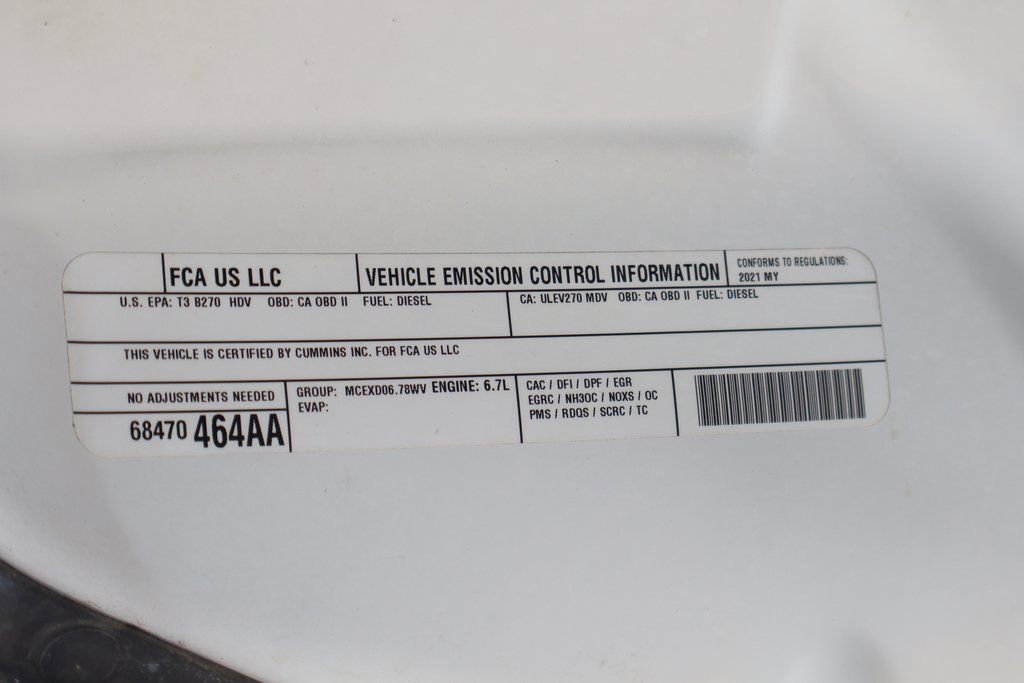 FCA US LLC
VEHICLE EMISSION CONTROL INFORMATION
CONFORMS TO REGULATIONS:
2021 MY
U.S. EPA: T3 B270 HDV OBD: CA OBD II FUEL: DIESEL
CA: ULEV270 MDV OBD: CA OBD II FUEL: DIESEL
THIS VEHICLE IS CERTIFIED BY CUMMINS INC. FOR FCA US LLC
NO ADJUSTMENTS NEEDED
68470 464AA
GROUP: MCEXD06.78WV ENGINE: 6.7L
EVAP:
CAC / DFI / DPF / EGR
EGRC / NH3OC / NOXS / OC
PMS / RDQS / SCRC / TC